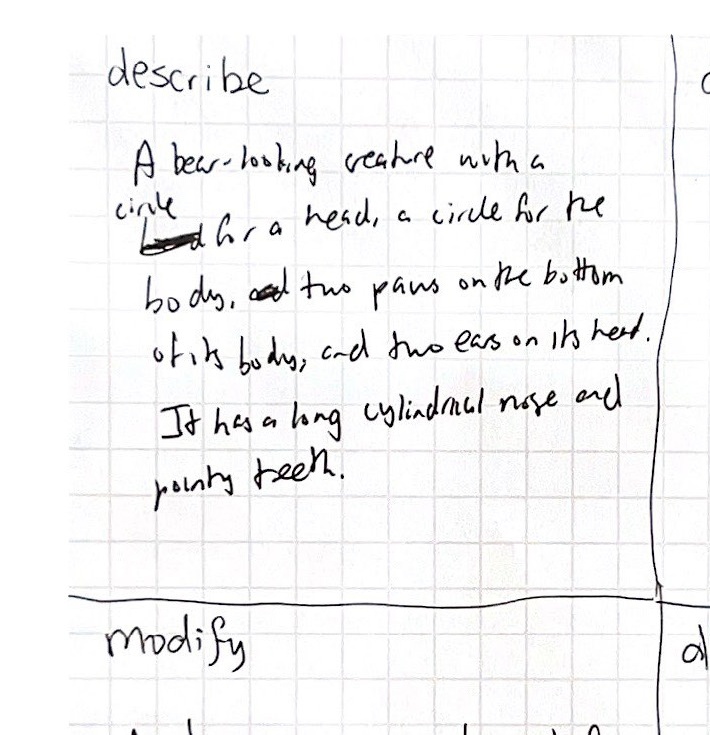 describe
A bear-looking creature with a
circle
for a head, a circle for the
body, two paws on the bottom
of its body, and two ears on its head.
It has a long cylindrical nose and
pointy teeth.
modify